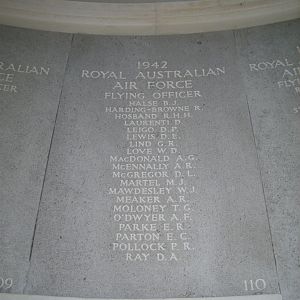 1942
ROYAL AUSTRALIAN
AIR FORCE
FLYING OFFICER
HALSE B.J.
HARDING-BROWNE R.
HOSBAND R.H.H.
LAURENTI D.
LEIGO D.P.
LEWIS D.E.
LIND G.R.
LOVE W.D.
MACDONALD A.G.
MCENNALLY A.R.
MCGREGOR D.L.
MARTEL M.J.
MAWDESLEY W.J.
MEAKER A.R.
MOLONEY T.G.
O'DWYER A.F.
PARKE E.R.
PARTON E.C.
POLLOCK P.R.
RAY D.A.
110